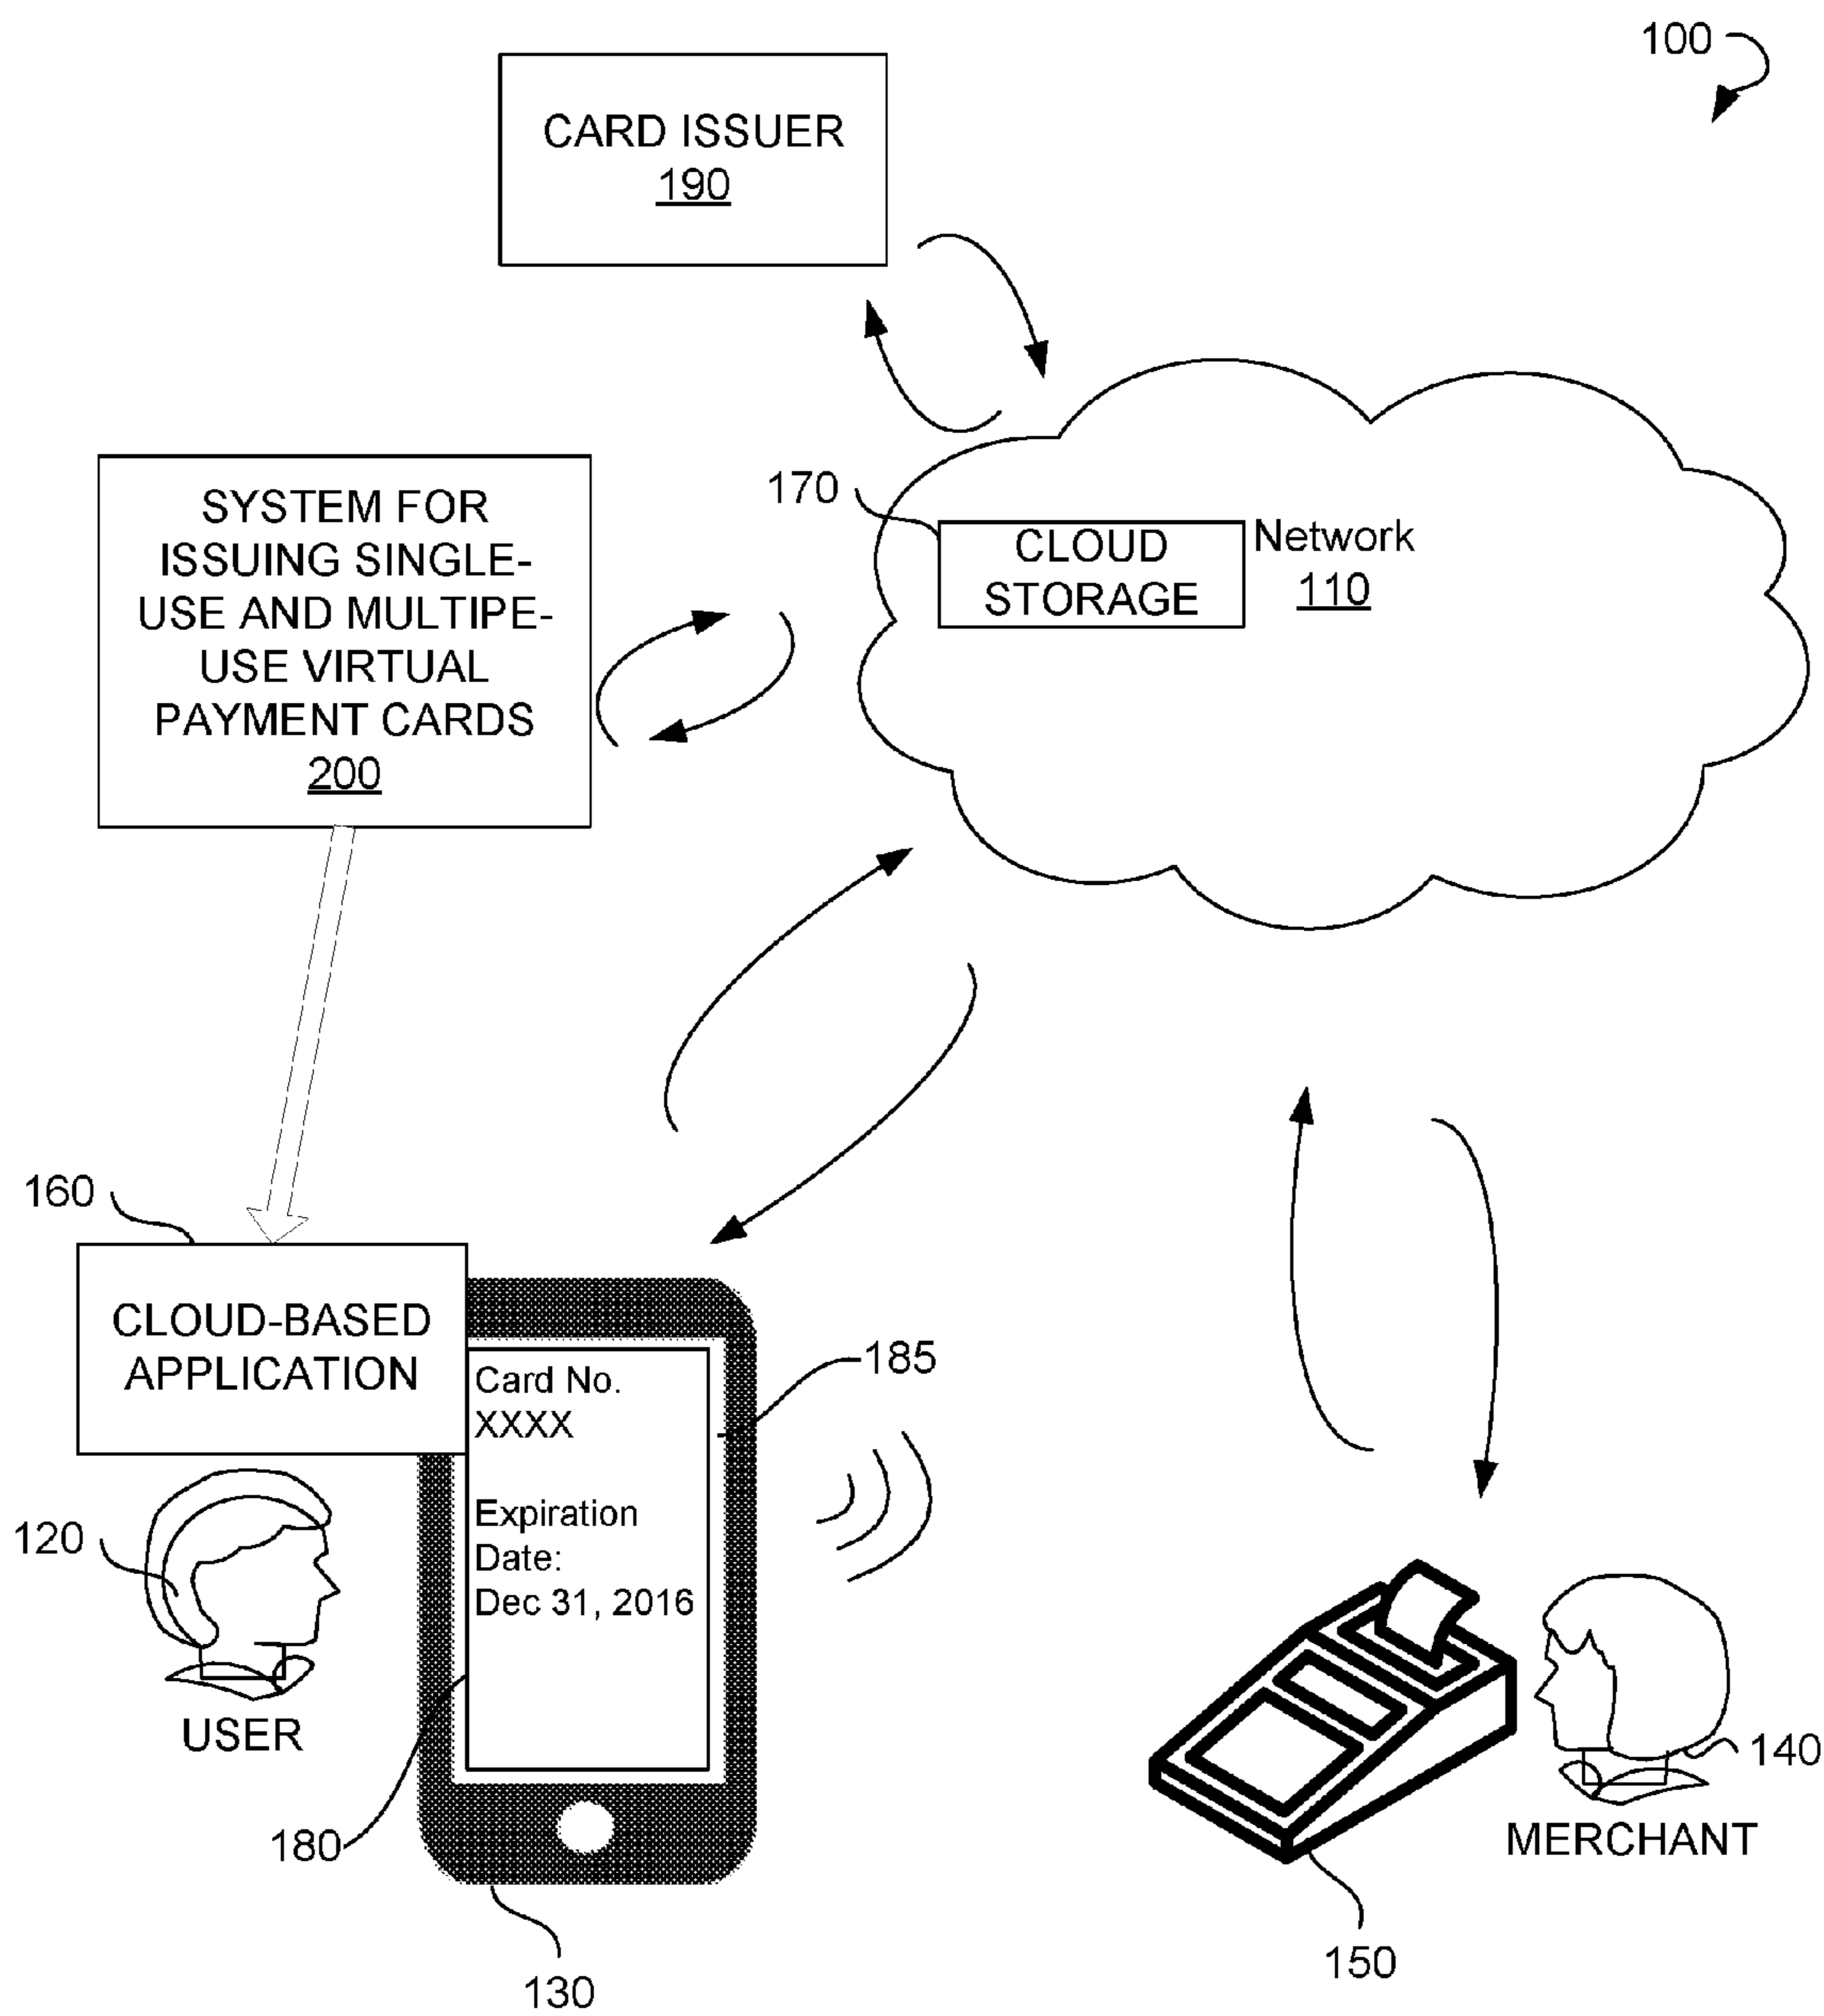 100
CARD ISSUER
190
170
CLOUD
STORAGE
Network
110
SYSTEM FOR
ISSUING SINGLE-
USE AND MULTIPE-
USE VIRTUAL
PAYMENT CARDS
200
160
CLOUD-BASED
APPLICATION
Card No.
XXXX
Expiration
Date:
Dec 31, 2016
185
120
USER
180
130
140
MERCHANT
150